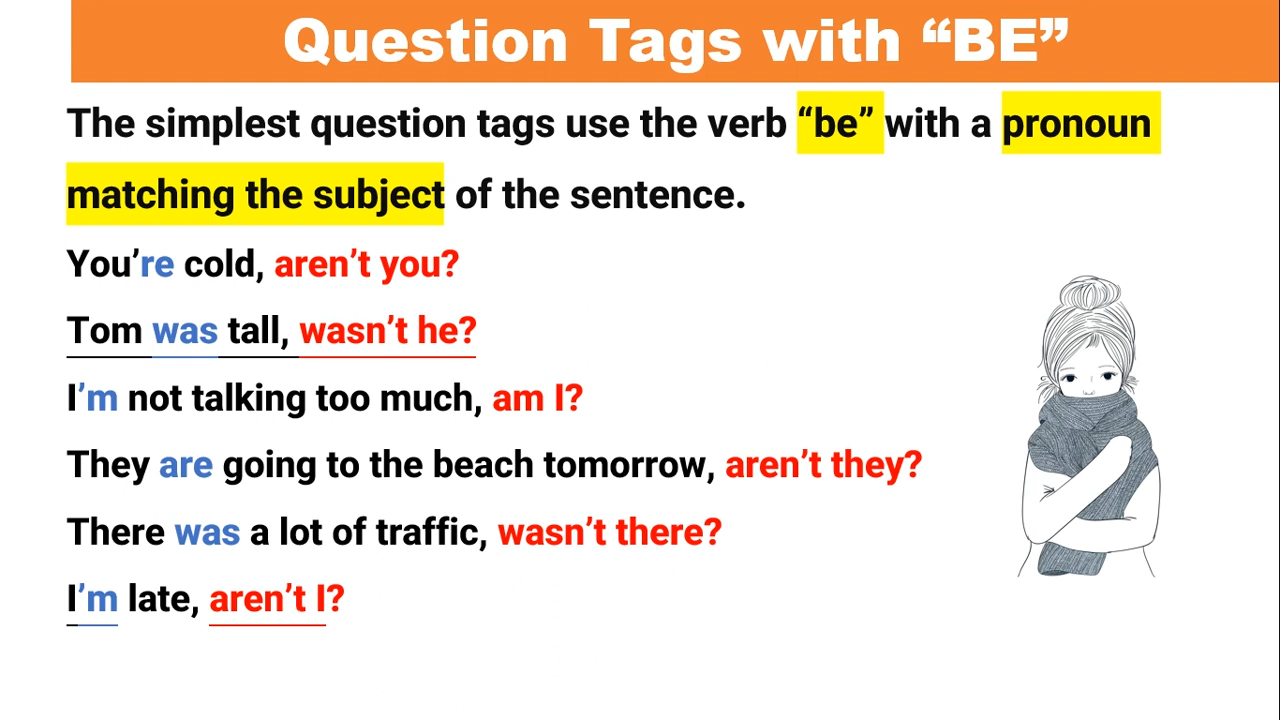 Question Tags with “BE”
The simplest question tags use the verb “be” with a pronoun
matching the subject of the sentence.
You’re cold, aren’t you?
Tom was tall, wasn’t he?
I’m not talking too much, am I?
They are going to the beach tomorrow, aren’t they?
There was a lot of traffic, wasn’t there?
I’m late, aren’t I?